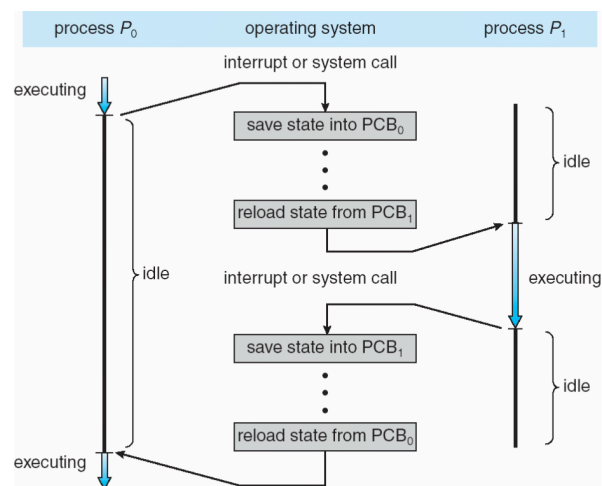 process P0 operating system process P1
interrupt or system call
executing
save state into PCB0
idle
reload state from PCB1
idle
interrupt or system call
executing
save state into PCB1
idle
reload state from PCB0
executing